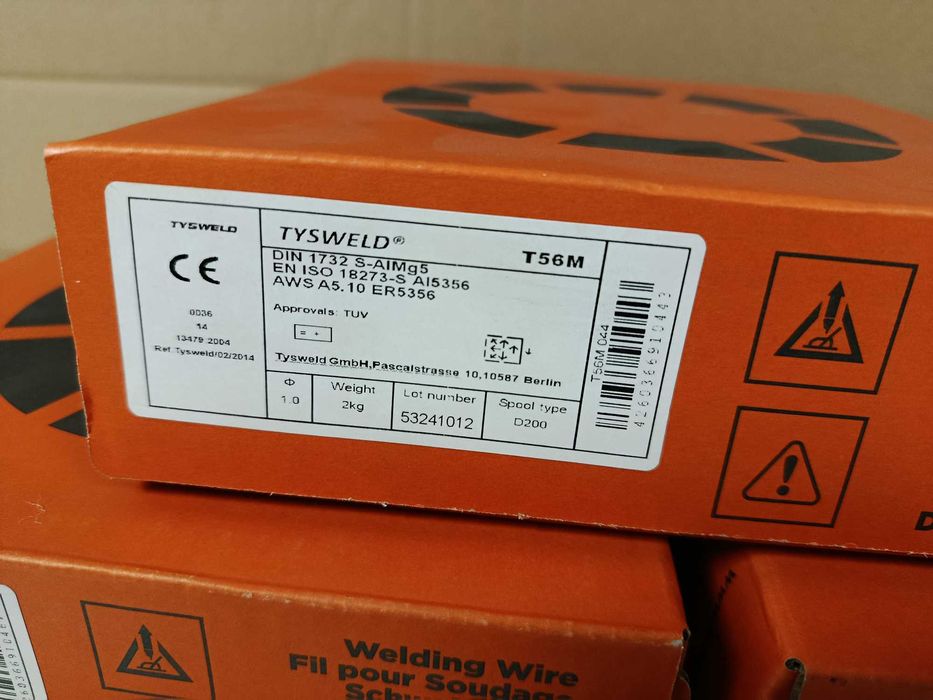 TYSWELD
CE
0036
14
13479 2004
Ref Tysweld/02/2014
TYSWELD® T56M
DIN 1732 S-AlMg5
EN ISO 18273-S Al5356
AWS A5.10 ER5356
Approvals: TUV
= +
Tysweld GmbH,Pascalstrasse 10,10587 Berlin
Φ
1.0
Weight
2kg
Lot number
53241012
Spool type
D200
T56M 044
4260366910449
D
Welding Wire
Fil pour Soudage